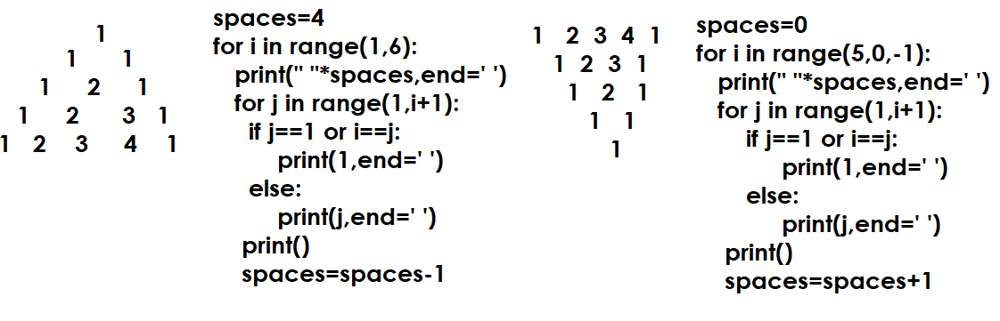 1
1 1
1 2 1
1 2 3 1
1 2 3 4 1
spaces=4
for i in range(1,6):
print(" "*spaces,end=' ')
for j in range(1,i+1):
if j==1 or i==j:
print(1,end=' ')
else:
print(j,end=' ')
print()
spaces=spaces-1
1 2 3 4 1
1 2 3 1
1 2 1
1 1
1
spaces=0
for i in range(5,0,-1):
print(" "*spaces,end=' ')
for j in range(1,i+1):
if j==1 or i==j:
print(1,end=' ')
else:
print(j,end=' ')
print()
spaces=spaces+1